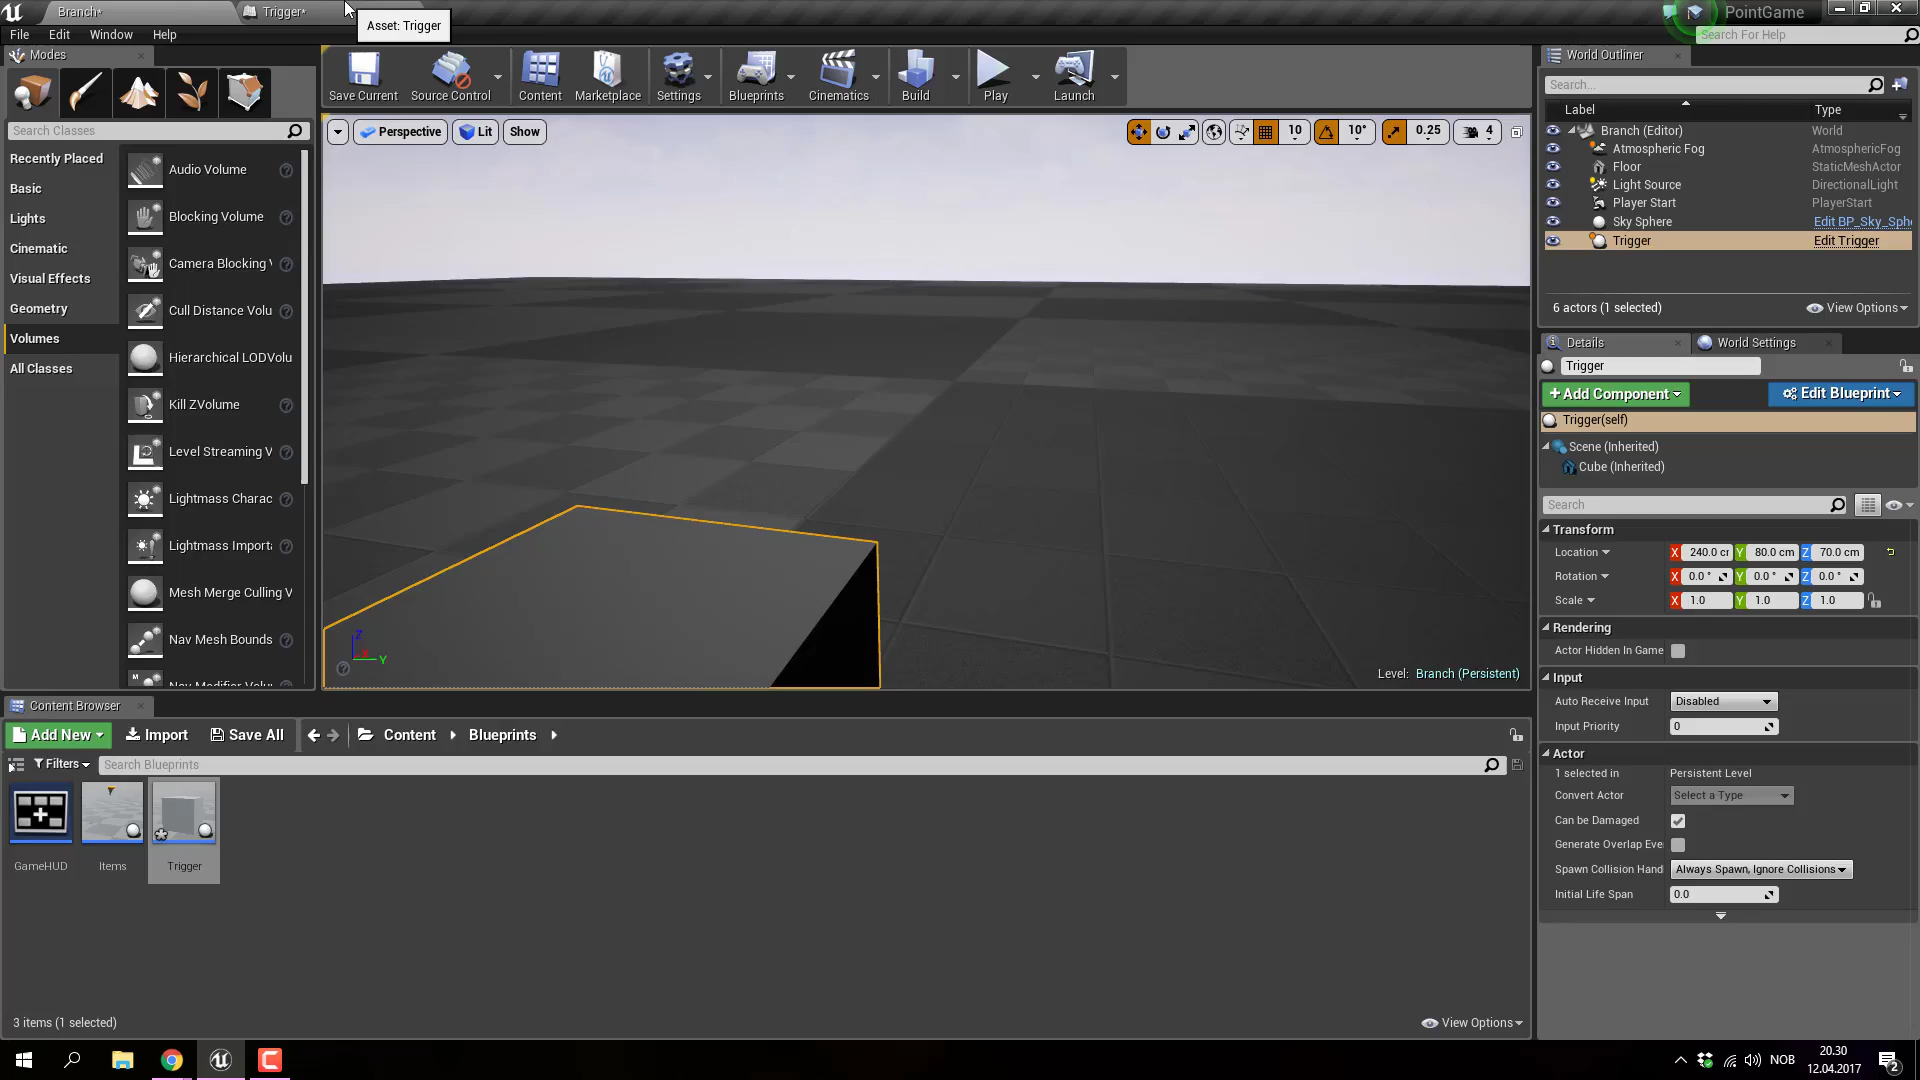 Branch*
Trigger*
Asset: Trigger
PointGame
File
Edit
Window
Help
Search For Help
Modes
Search Classes
Recently Placed
Basic
Lights
Cinematic
Visual Effects
Geometry
Volumes
All Classes
Audio Volume
Blocking Volume
Camera Blocking V
Cull Distance Volu
Hierarchical LODVolu
Kill ZVolume
Level Streaming V
Lightmass Charac
Lightmass Importa
Mesh Merge Culling V
Nav Mesh Bounds
Nav Modifier Volu
Save Current
Source Control
Content
Marketplace
Settings
Blueprints
Cinematics
Build
Play
Launch
Perspective
Lit
Show
10
10°
0.25
4
Z
X
Y
Level: Branch (Persistent)
World Outliner
Search...
Label
Type
Branch (Editor)
World
Atmospheric Fog
AtmosphericFog
Floor
StaticMeshActor
Light Source
DirectionalLight
Player Start
PlayerStart
Sky Sphere
Edit BP_Sky_Sphe
Trigger
Edit Trigger
6 actors (1 selected)
View Options
Details
World Settings
Trigger
+Add Component
Edit Blueprint
Trigger(self)
Scene (Inherited)
Cube (Inherited)
Search
Transform
Location
X 240.0 cr
Y 80.0 cm
Z 70.0 cm
Rotation
X 0.0 °
Y 0.0 °
Z 0.0 °
Scale
X 1.0
Y 1.0
Z 1.0
Rendering
Actor Hidden In Game
Input
Auto Receive Input
Disabled
Input Priority
0
Actor
1 selected in
Persistent Level
Convert Actor
Select a Type
Can be Damaged
Generate Overlap Eve
Spawn Collision Hand
Always Spawn, Ignore Collisions
Initial Life Span
0.0
Content Browser
Add New
Import
Save All
Content
Blueprints
Filters
Search Blueprints
GameHUD
Items
Trigger
3 items (1 selected)
View Options
NOB
20.30
12.04.2017
2